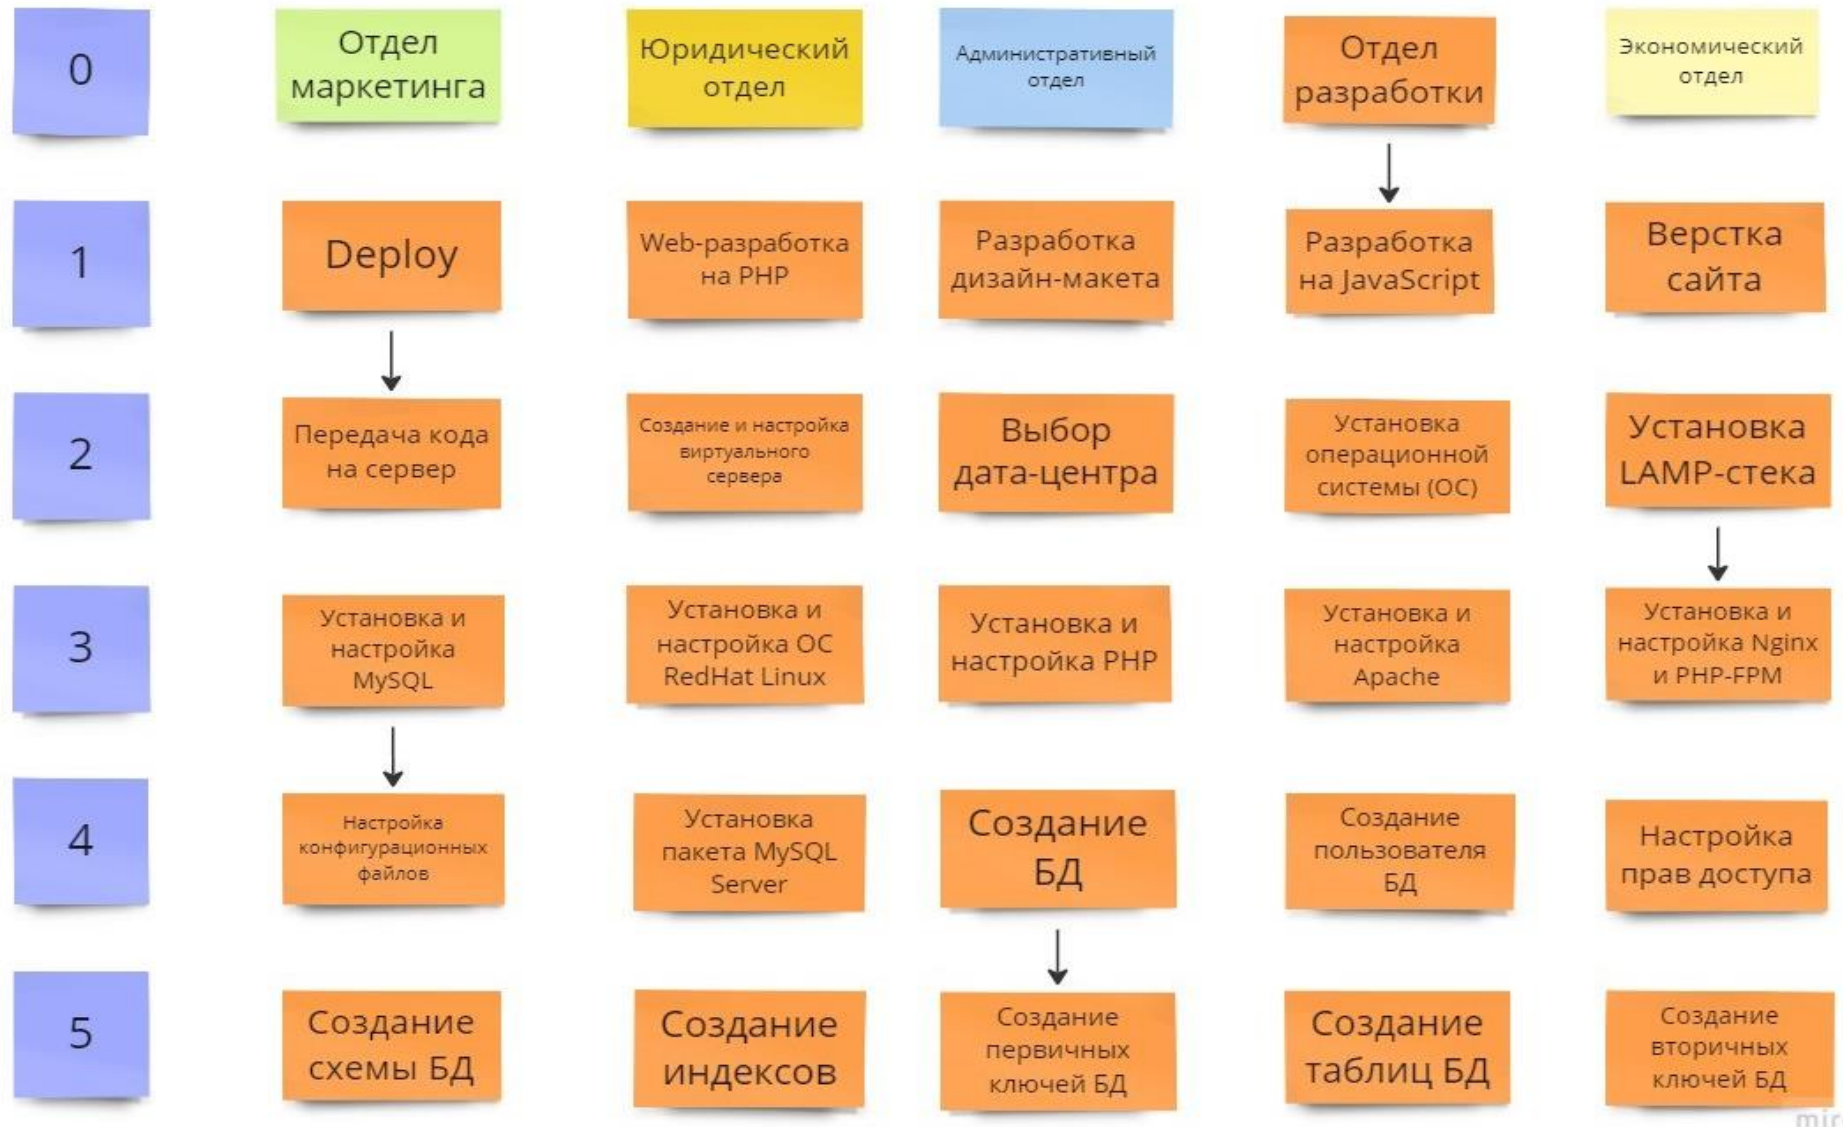 0
Отдел
маркетинга
Юридический
отдел
Административный
отдел
Отдел
разработки
Экономический
отдел
1
Deploy
Web-разработка
на PHP
Разработка
дизайн-макета
Разработка
на JavaScript
Верстка
сайта
2
Передача кода
на сервер
Создание и настройка
виртуального
сервера
Выбор
дата-центра
Установка
операционной
системы (ОС)
Установка
LAMP-стека
3
Установка и
настройка
MySQL
Установка и
настройка ОС
RedHat Linux
Установка и
настройка PHP
Установка и
настройка
Apache
Установка и
настройка Nginx
и PHP-FPM
4
Настройка
конфигурационных
файлов
Установка
пакета MySQL
Server
Создание
БД
Создание
пользователя
БД
Настройка
прав доступа
5
Создание
схемы БД
Создание
индексов
Создание
первичных
ключей БД
Создание
таблиц БД
Создание
вторичных
ключей БД